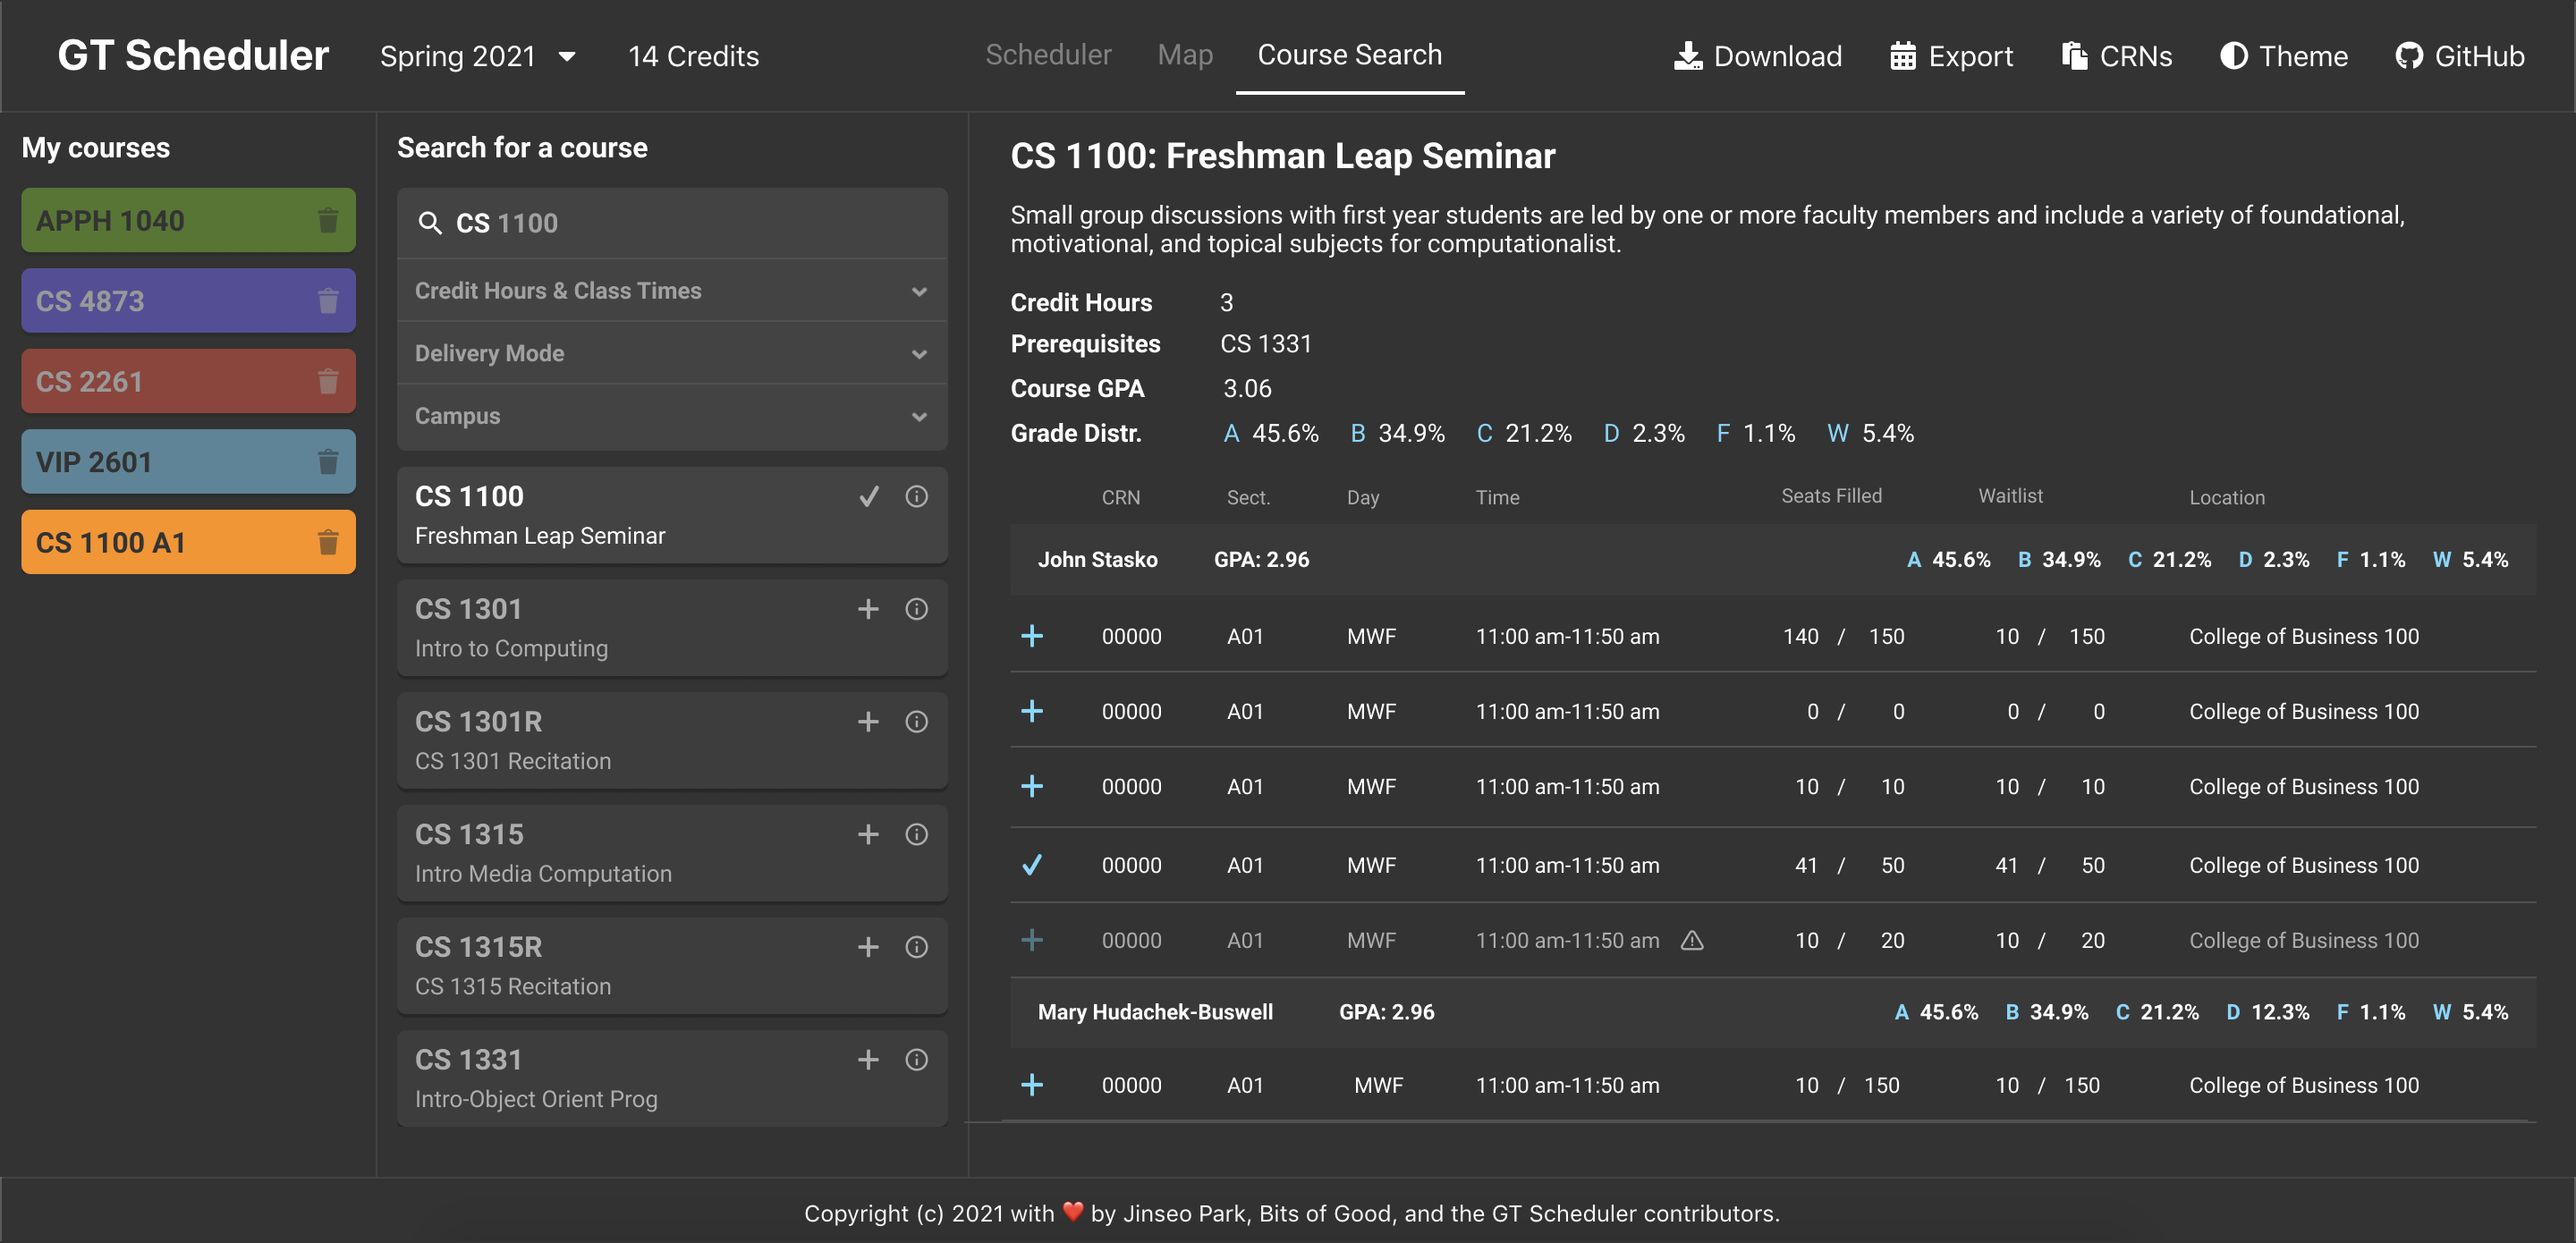 GT Scheduler Spring 2021 14 Credits Scheduler Map Course Search Download Export CRNs Theme GitHub
My courses
APPH 1040
CS 4873
CS 2261
VIP 2601
CS 1100 A1
Search for a course
CS 1100
Credit Hours & Class Times
Delivery Mode
Campus
CS 1100
Freshman Leap Seminar
CS 1301
Intro to Computing
CS 1301R
CS 1301 Recitation
CS 1315
Intro Media Computation
CS 1315R
CS 1315 Recitation
CS 1331
Intro-Object Orient Prog
CS 1100: Freshman Leap Seminar
Small group discussions with first year students are led by one or more faculty members and include a variety of foundational,
motivational, and topical subjects for computationalist.
Credit Hours 3
Prerequisites CS 1331
Course GPA 3.06
Grade Distr. A 45.6% B 34.9% C 21.2% D 2.3% F 1.1% W 5.4%
CRN Sect. Day Time Seats Filled Waitlist Location
John Stasko GPA: 2.96 A 45.6% B 34.9% C 21.2% D 2.3% F 1.1% W 5.4%
00000 A01 MWF 11:00 am-11:50 am 140 / 150 10 / 150 College of Business 100
00000 A01 MWF 11:00 am-11:50 am 0 / 0 0 / 0 College of Business 100
00000 A01 MWF 11:00 am-11:50 am 10 / 10 10 / 10 College of Business 100
00000 A01 MWF 11:00 am-11:50 am 41 / 50 41 / 50 College of Business 100
00000 A01 MWF 11:00 am-11:50 am 10 / 20 10 / 20 College of Business 100
Mary Hudachek-Buswell GPA: 2.96 A 45.6% B 34.9% C 21.2% D 12.3% F 1.1% W 5.4%
00000 A01 MWF 11:00 am-11:50 am 10 / 150 10 / 150 College of Business 100
Copyright (c) 2021 with ❤️ by Jinseo Park, Bits of Good, and the GT Scheduler contributors.